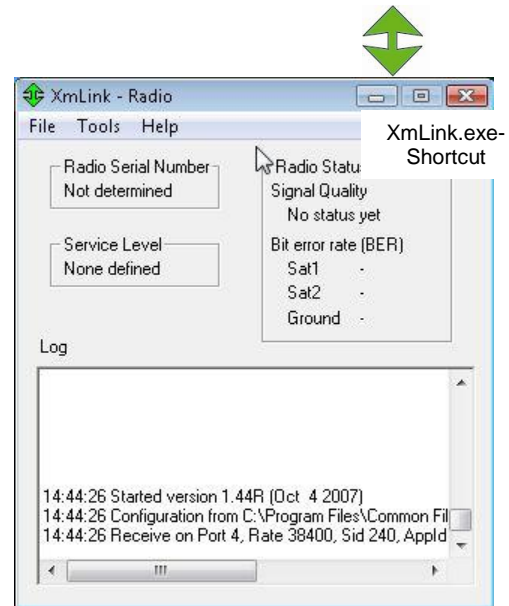 XmLink - Radio
File Tools Help
XmLink.exe-
Shortcut
Radio Serial Number
Not determined
Service Level
None defined
Radio Statu
Signal Quality
No status yet
Bit error rate (BER)
Sat1 -
Sat2 -
Ground -
Log
14:44:26 Started version 1.44R (Oct 4 2007)
14:44:26 Configuration from C:\Program Files\Common Fil
14:44:26 Receive on Port 4, Rate 38400, Sid 240, AppId